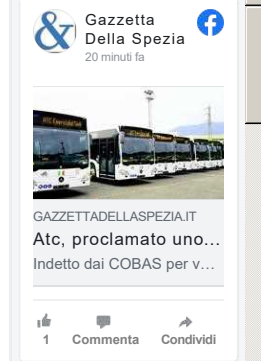 &
Gazzetta
Della Spezia
20 minuti fa
GAZZETTADELLASPEZIA.IT
Atc, proclamato uno...
Indetto dai COBAS per v...
1 Commenta Condividi